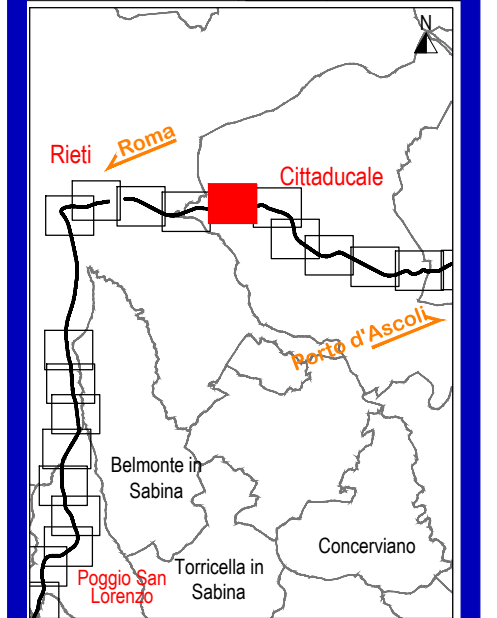 N
Roma
Rieti
Cittaducale
Porto d'Ascoli
Belmonte in
Sabina
Concerviano
Torricella in
Sabina
Poggio San
Lorenzo